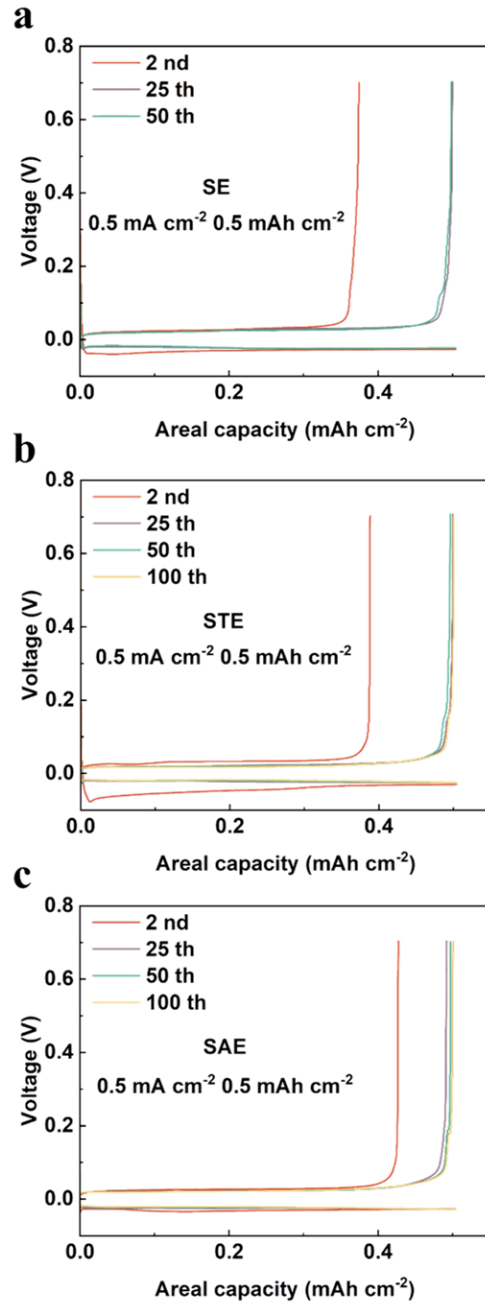 a
0.8
0.6
0.4
0.2
0.0
Voltage (V)
2 nd
25 th
50 th
SE
0.5 mA cm⁻² 0.5 mAh cm⁻²
0.0
0.2
0.4
Areal capacity (mAh cm⁻²)
b
0.8
0.6
0.4
0.2
0.0
Voltage (V)
2 nd
25 th
50 th
100 th
STE
0.5 mA cm⁻² 0.5 mAh cm⁻²
0.0
0.2
0.4
Areal capacity (mAh cm⁻²)
c
0.8
0.6
0.4
0.2
0.0
Voltage (V)
2 nd
25 th
50 th
100 th
SAE
0.5 mA cm⁻² 0.5 mAh cm⁻²
0.0
0.2
0.4
Areal capacity (mAh cm⁻²)